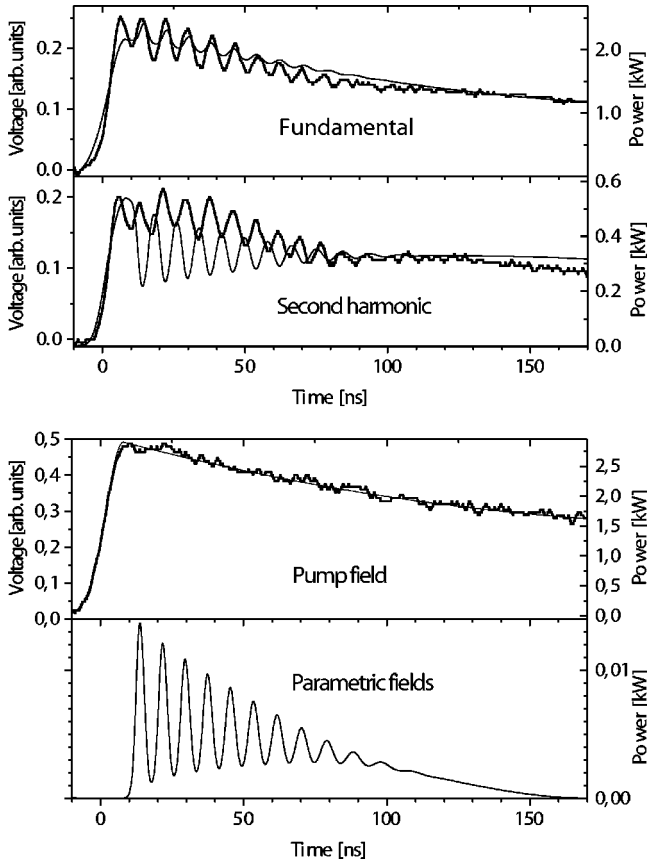 Voltage [arb. units]
0.2
0.1
0.0
Fundamental
2.0
1.0
0.0
Power [kW]
Voltage [arb. units]
0.2
0.1
0.0
Second harmonic
0.6
0.4
0.2
0.0
Power [kW]
0 50 100 150
Time [ns]
Voltage [arb. units]
0,5
0,4
0,3
0,2
0,1
0,0
Pump field
2,5
2,0
1,5
1,0
0,5
0,0
Power [kW]
Parametric fields
0,01
0,00
Power [kW]
0 50 100 150
Time [ns]